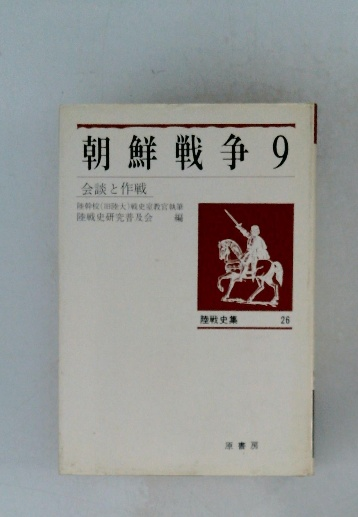 朝鮮戦争 9
会談と作戦
陸幹校(旧陸大)戦史室教官執筆
陸戦史研究普及会 編
陸戦史集 26
原書房